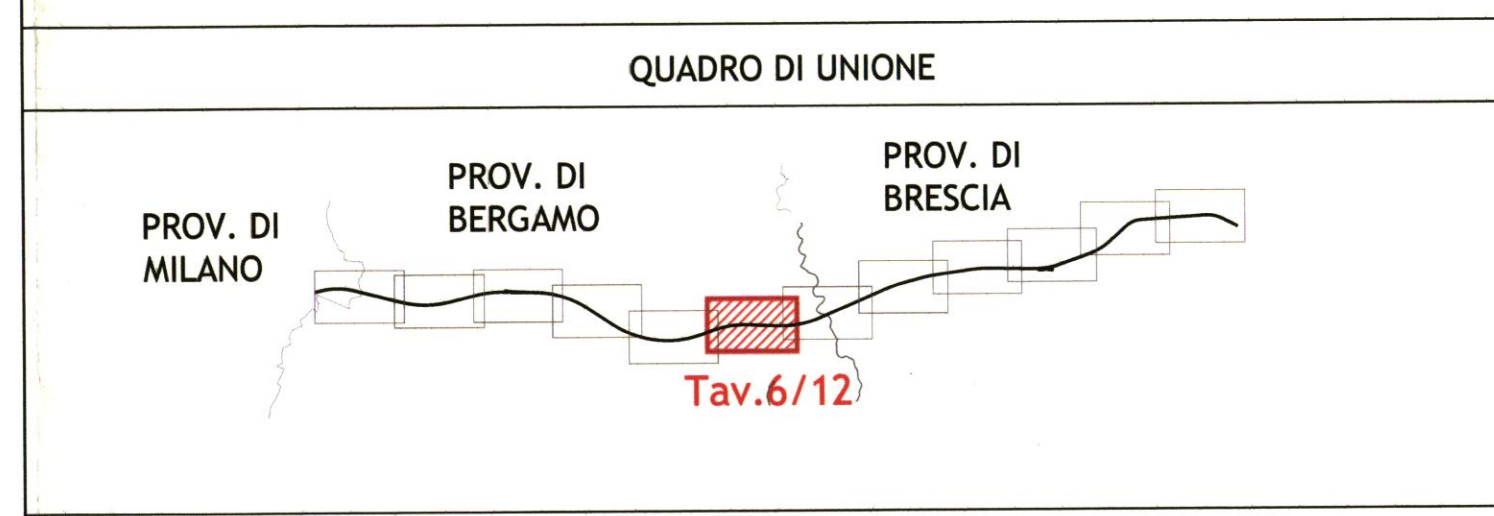 QUADRO DI UNIONE
PROV. DI
MILANO
PROV. DI
BERGAMO
PROV. DI
BRESCIA
Tav.6/12